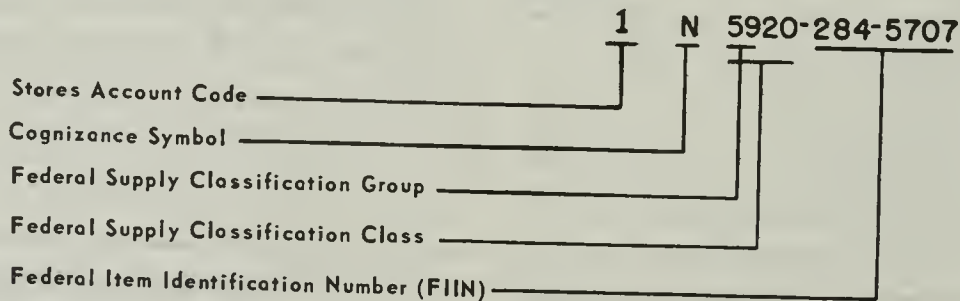 1 N 5920-284-5707
Stores Account Code
Cognizance Symbol
Federal Supply Classification Group
Federal Supply Classification Class
Federal Item Identification Number (FIIN)